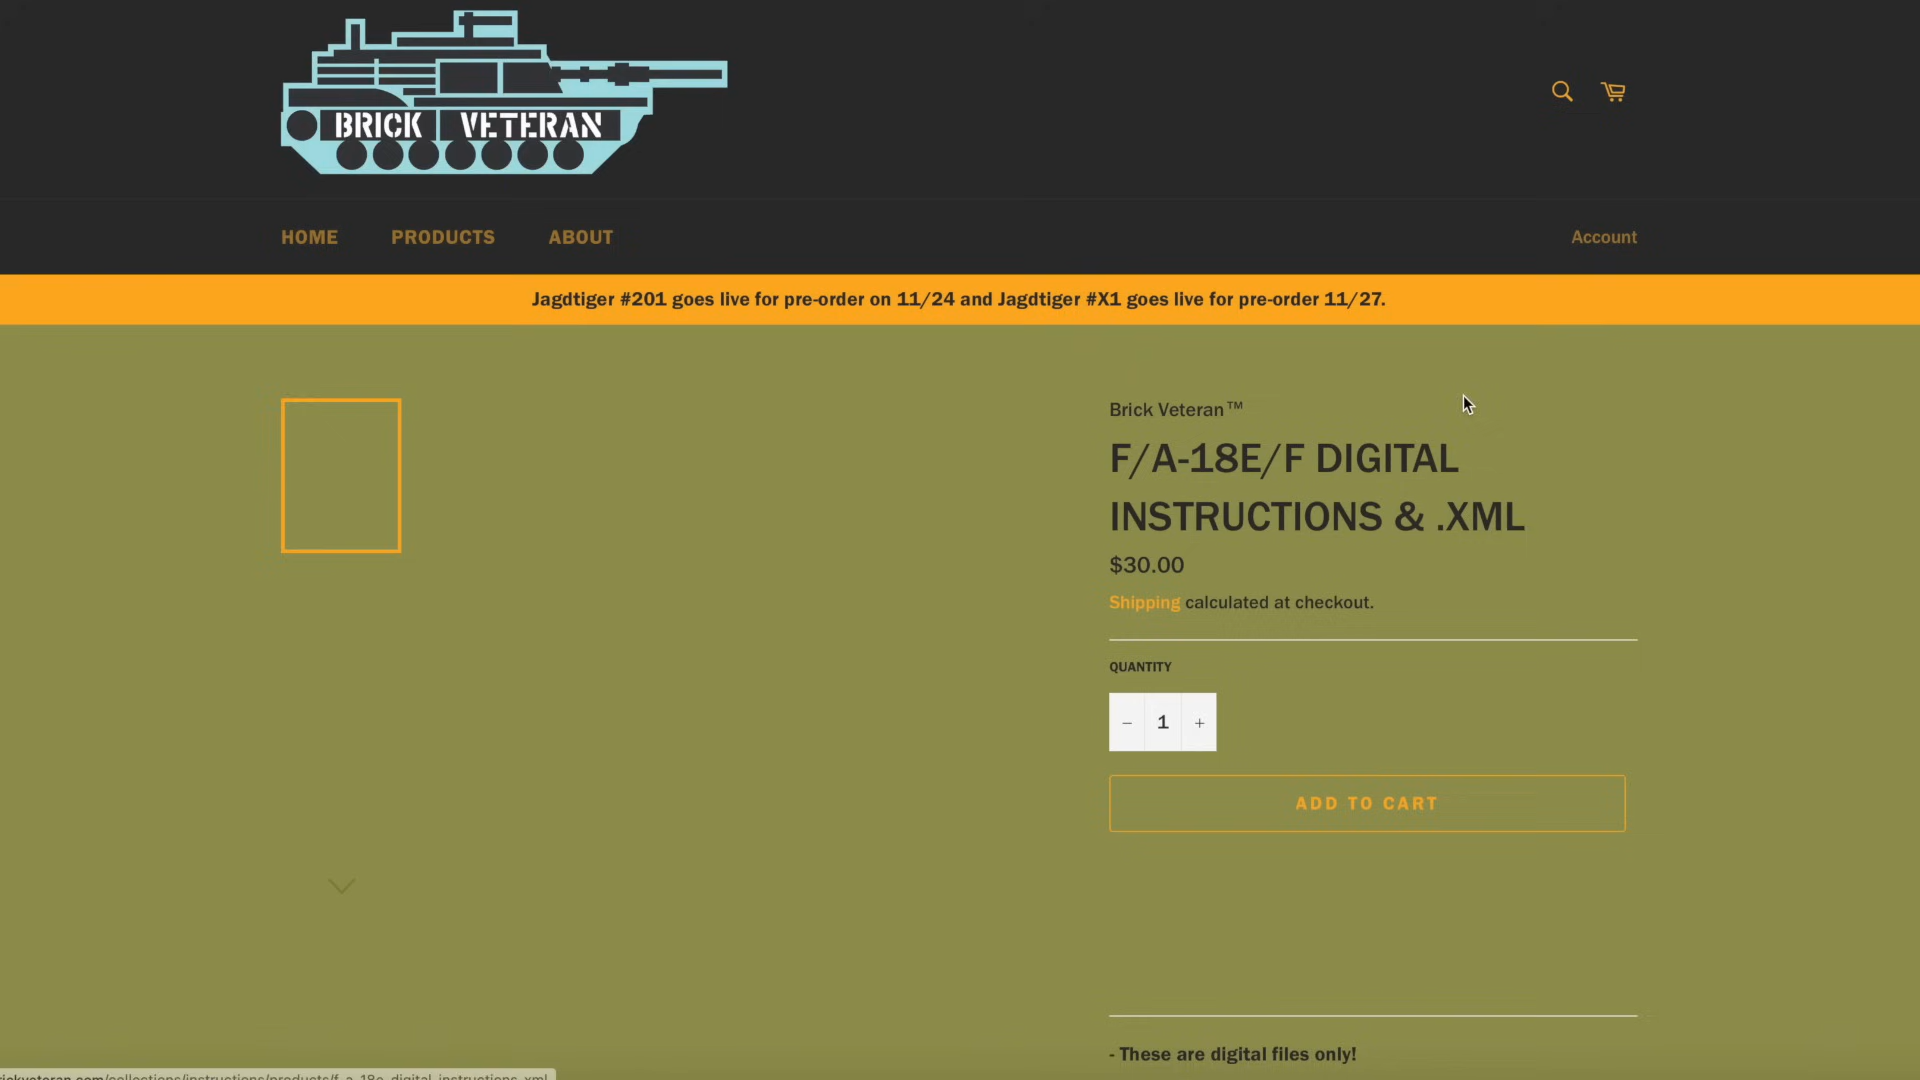 BRICK VETERAN
HOME PRODUCTS ABOUT Account
Jagdtiger #201 goes live for pre-order on 11/24 and Jagdtiger #X1 goes live for pre-order 11/27.
Brick Veteran™
F/A-18E/F DIGITAL
INSTRUCTIONS & .XML
$30.00
Shipping calculated at checkout.
QUANTITY
− 1 +
ADD TO CART
- These are digital files only!